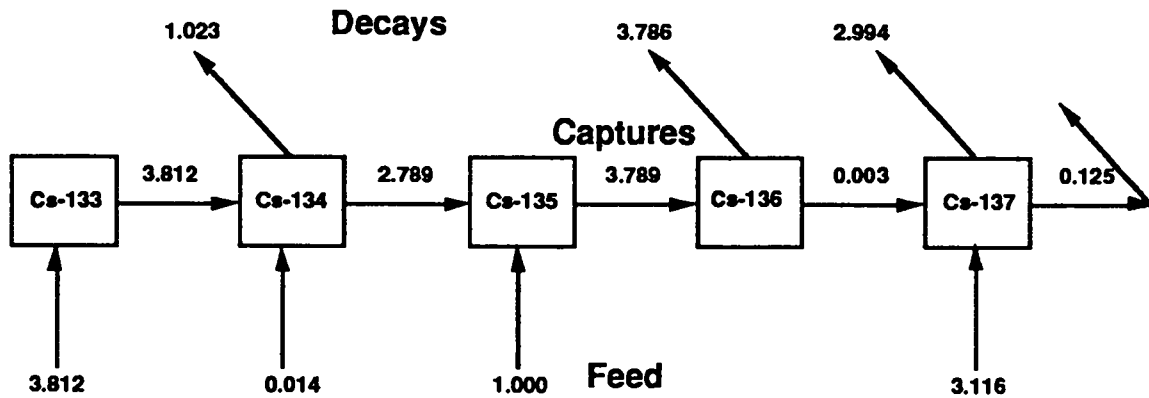 Decays
1.023
3.786
2.994
Captures
3.812
2.789
3.789
0.003
0.125
Cs-133
Cs-134
Cs-135
Cs-136
Cs-137
3.812
0.014
1.000
Feed
3.116